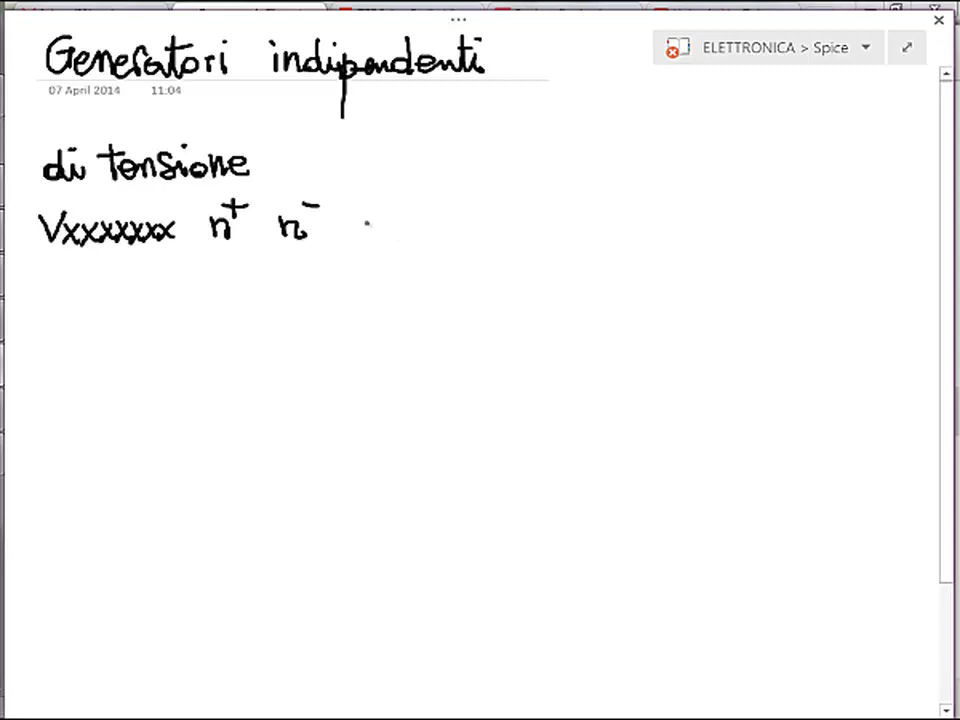 Generatori indipendenti
ELETTRONICA > Spice
07 April 2014 11:04
di tensione
Vxxxxxxx n⁺ n⁻